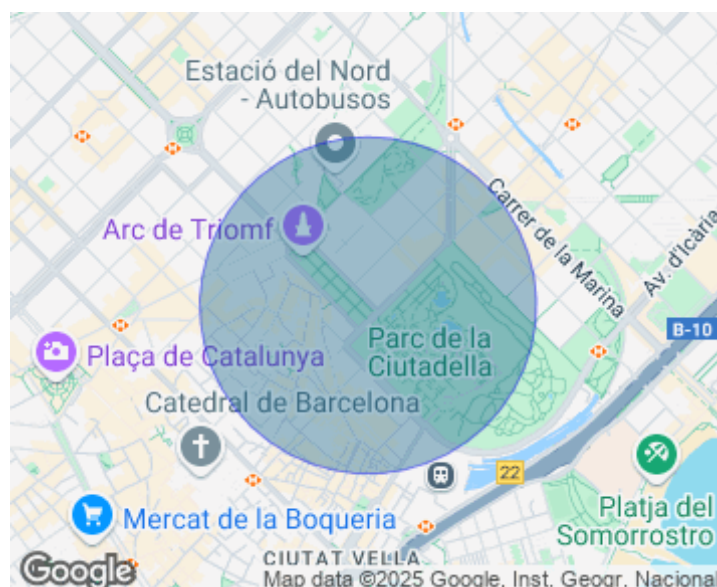 Estació del Nord
- Autobusos
Arc de Triomf
Carrer de la Marina
Av. d'Icària
B-10
Parc de la
Ciutadella
Plaça de Catalunya
Catedral de Barcelona
22
Platja del
Somorrostro
Mercat de la Boqueria
CIUTAT VELLA
Google
Map data ©2025 Google, Inst. Geogr. Nacional